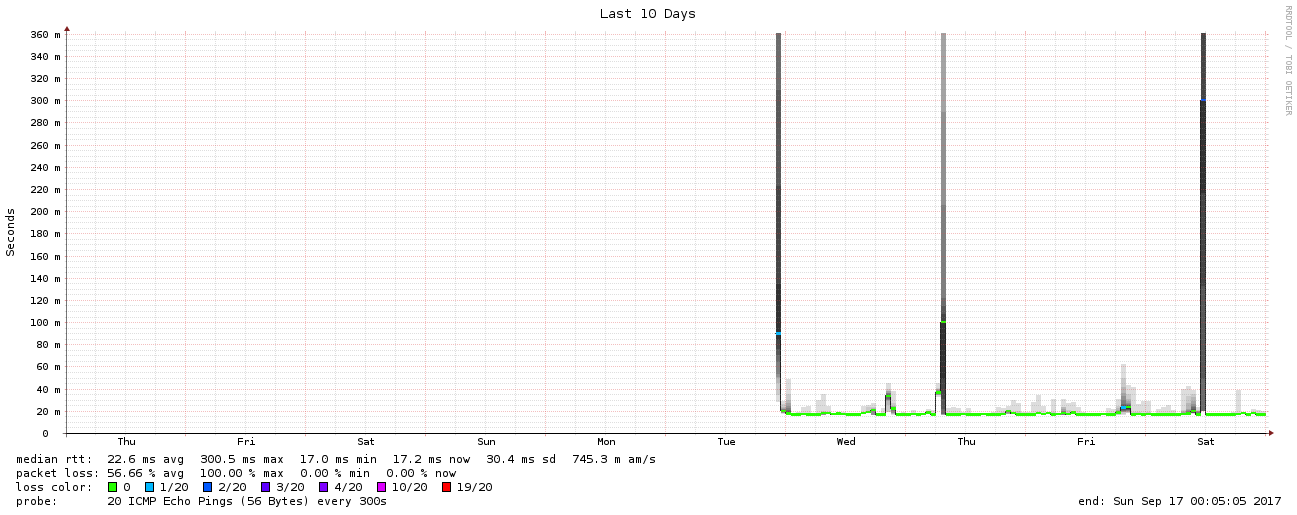 Last 10 Days
RRDTOOL / TOBI OETIKER
Seconds
360 m
340 m
320 m
300 m
280 m
260 m
240 m
220 m
200 m
180 m
160 m
140 m
120 m
100 m
80 m
60 m
40 m
20 m
0
Thu Fri Sat Sun Mon Tue Wed Thu Fri Sat
median rtt: 22.6 ms avg 300.5 ms max 17.0 ms min 17.2 ms now 30.4 ms sd 745.3 m am/s
packet loss: 56.66 % avg 100.00 % max 0.00 % min 0.00 % now
loss color: 0 1/20 2/20 3/20 4/20 10/20 19/20
probe: 20 ICMP Echo Pings (56 Bytes) every 300s end: Sun Sep 17 00:05:05 2017